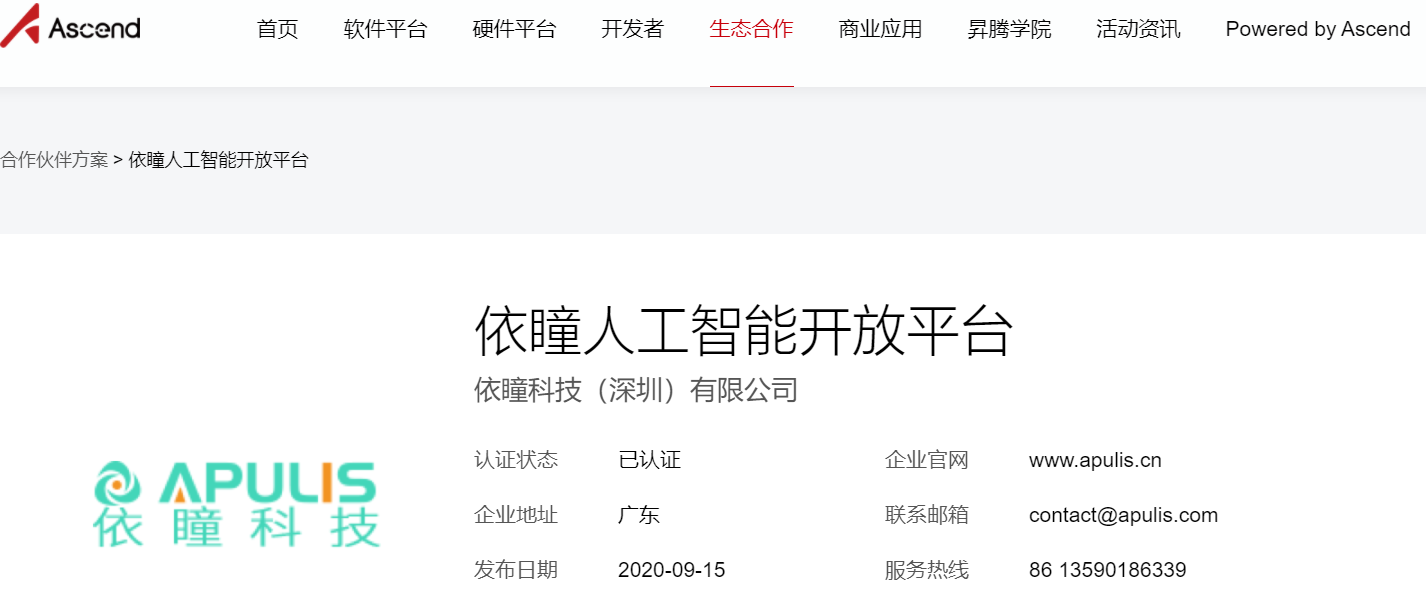 Ascend 首页 软件平台 硬件平台 开发者 生态合作 商业应用 昇腾学院 活动资讯 Powered by Ascend
合作伙伴方案 > 依瞳人工智能开放平台
依瞳人工智能开放平台
依瞳科技（深圳）有限公司
认证状态 已认证 企业官网 www.apulis.cn
APULIS
依瞳科技
企业地址 广东 联系邮箱 contact@apulis.com
发布日期 2020-09-15 服务热线 86 13590186339